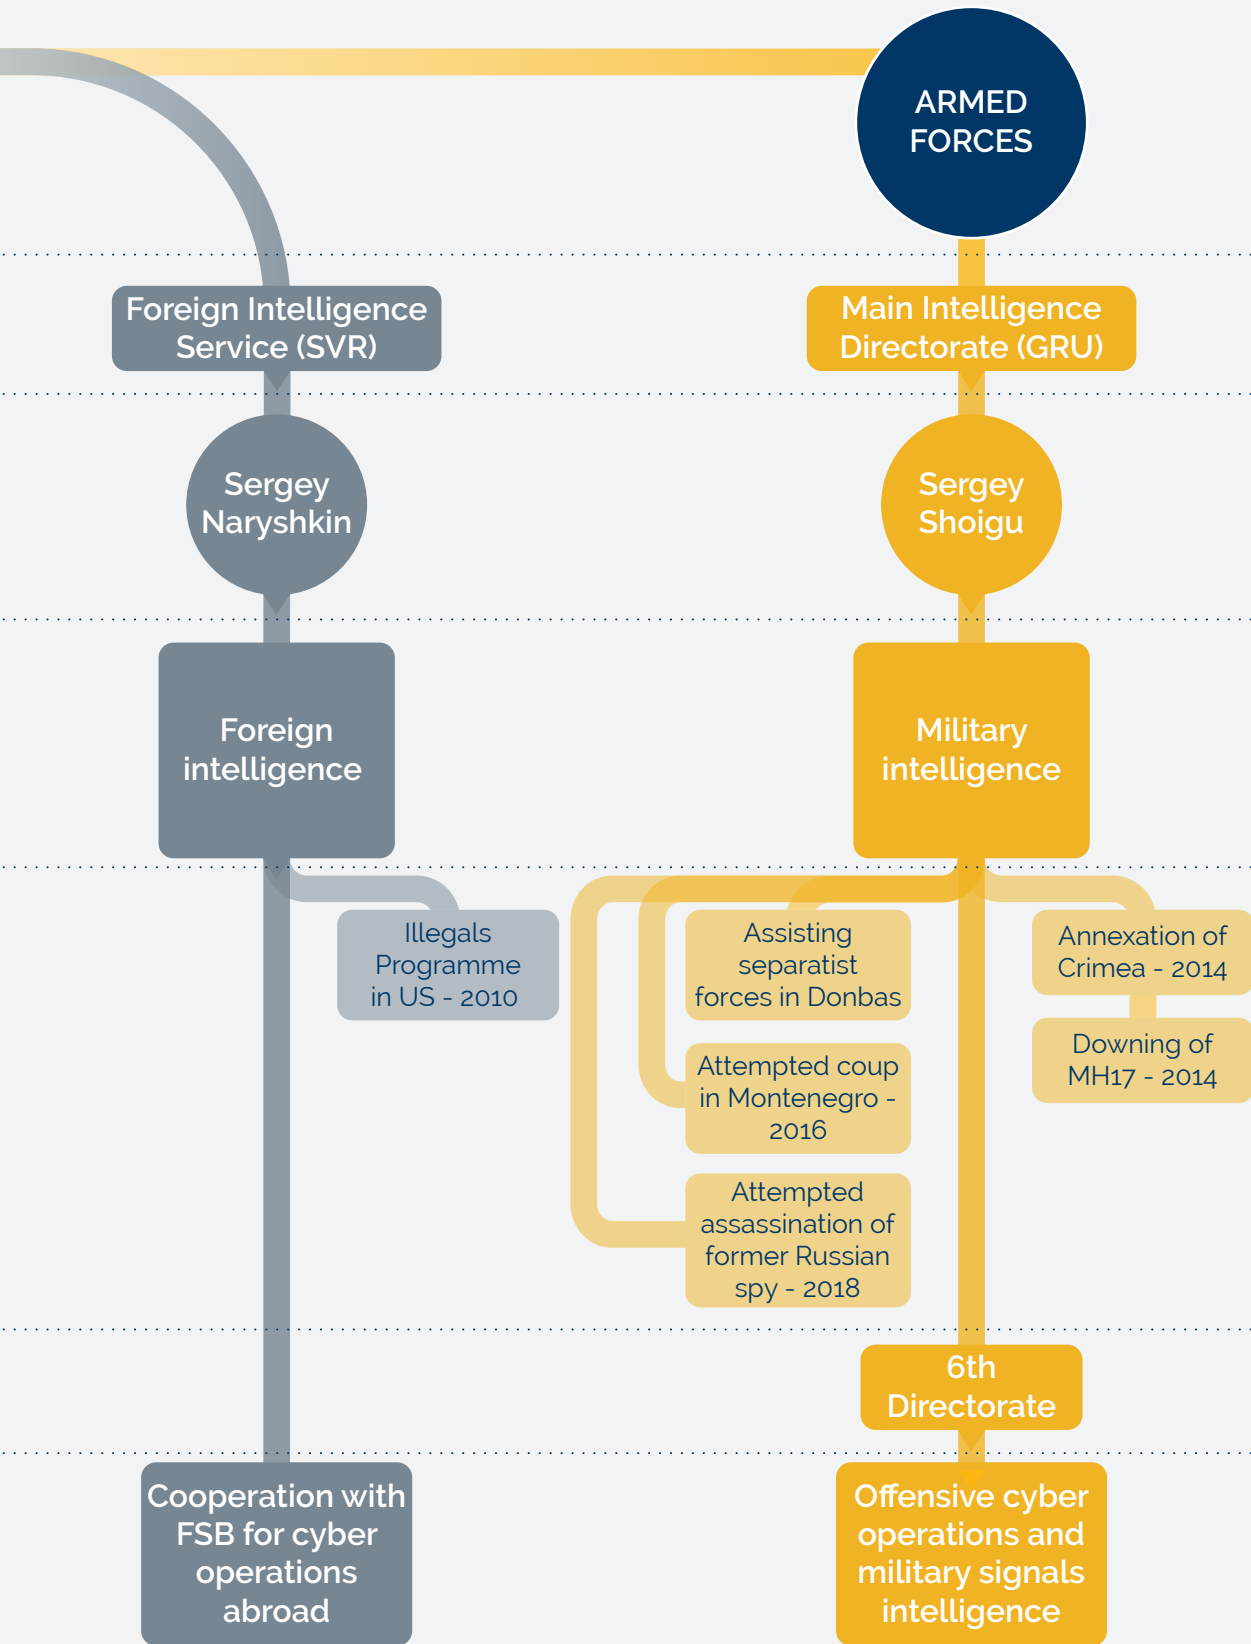 ARMED
FORCES
Foreign Intelligence
Service (SVR)
Main Intelligence
Directorate (GRU)
Sergey
Naryshkin
Sergey
Shoigu
Foreign
intelligence
Military
intelligence
Illegals
Programme
in US - 2010
Assisting
separatist
forces in Donbas
Annexation of
Crimea - 2014
Downing of
MH17 - 2014
Attempted coup
in Montenegro -
2016
Attempted
assassination of
former Russian
spy - 2018
6th
Directorate
Cooperation with
FSB for cyber
operations
abroad
Offensive cyber
operations and
military signals
intelligence